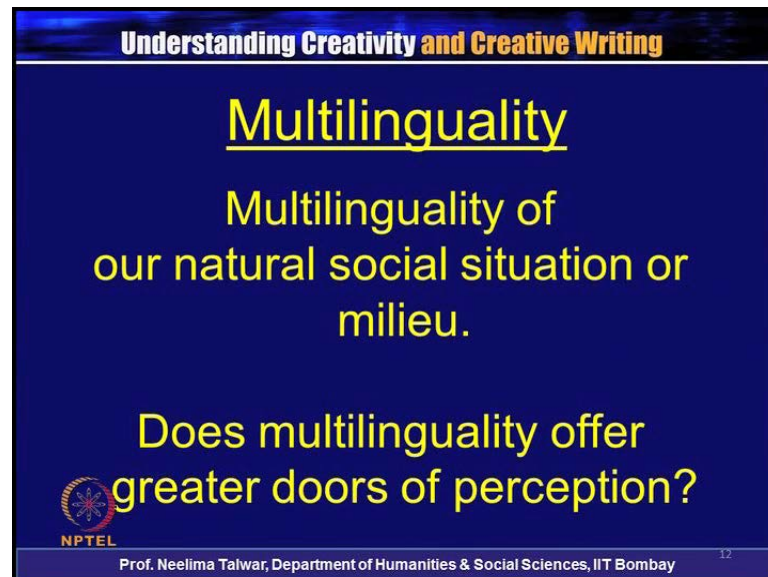 Understanding Creativity and Creative Writing
Multilinguality
Multilinguality of
our natural social situation or
milieu.
Does multilinguality offer
greater doors of perception?
NPTEL
12
Prof. Neelima Talwar, Department of Humanities & Social Sciences, IIT Bombay